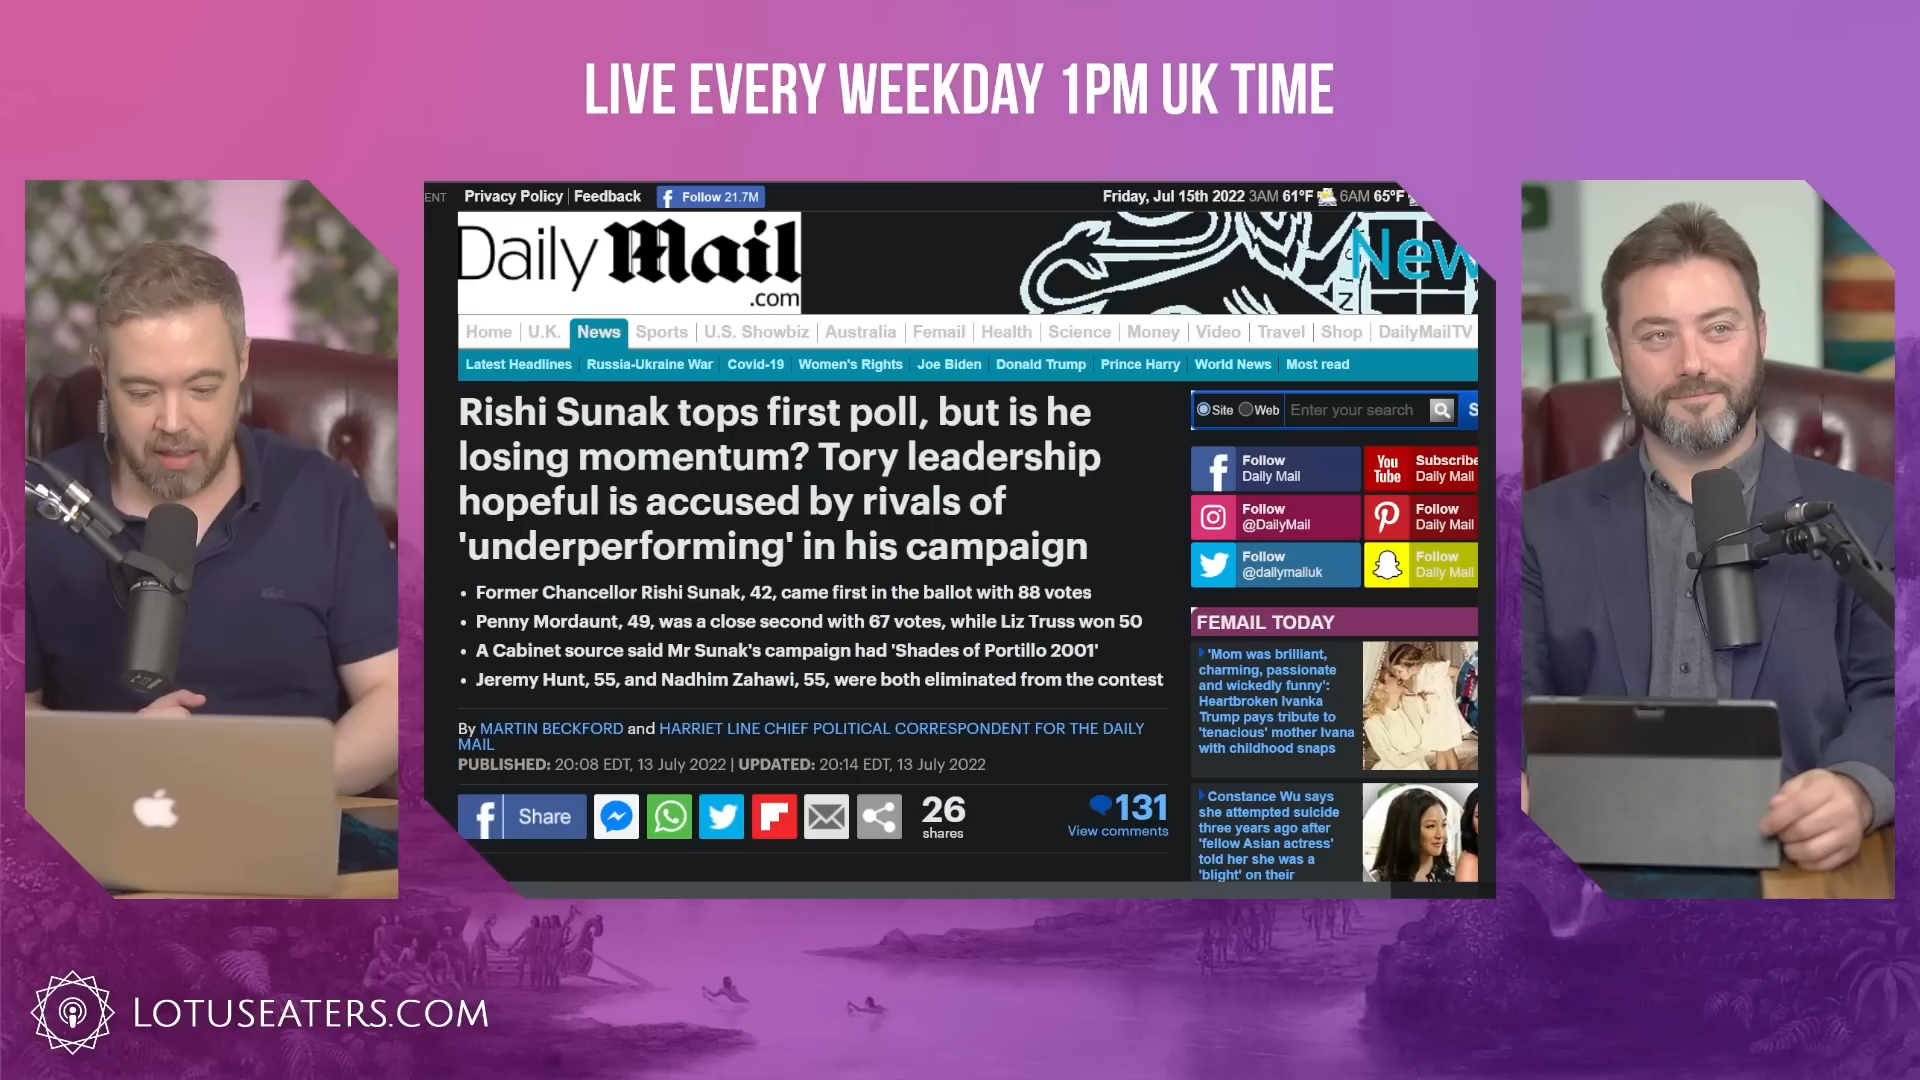 LIVE EVERY WEEKDAY 1PM UK TIME
ENT Privacy Policy Feedback Follow 21.7M
Friday, Jul 15th 2022 3AM 61°F 6AM 65°F
Daily Mail
.com
New
Home U.K. News Sports U.S. Showbiz Australia Femail Health Science Money Video Travel Shop DailyMailTV
Latest Headlines Russia-Ukraine War Covid-19 Women's Rights Joe Biden Donald Trump Prince Harry World News Most read
Rishi Sunak tops first poll, but is he
losing momentum? Tory leadership
hopeful is accused by rivals of
'underperforming' in his campaign
• Former Chancellor Rishi Sunak, 42, came first in the ballot with 88 votes
• Penny Mordaunt, 49, was a close second with 67 votes, while Liz Truss won 50
• A Cabinet source said Mr Sunak's campaign had 'Shades of Portillo 2001'
• Jeremy Hunt, 55, and Nadhim Zahawi, 55, were both eliminated from the contest
By MARTIN BECKFORD and HARRIET LINE CHIEF POLITICAL CORRESPONDENT FOR THE DAILY
MAIL
PUBLISHED: 20:08 EDT, 13 July 2022 | UPDATED: 20:14 EDT, 13 July 2022
Share
26
shares
131
View comments
Site Web Enter your search S
Follow
Daily Mail
You
Tube
Subscribe
Daily Mail
Follow
@DailyMail
Follow
Daily Mail
Follow
@dailymailuk
Follow
Daily Mail
FEMAIL TODAY
'Mom was brilliant,
charming, passionate
and wickedly funny':
Heartbroken Ivanka
Trump pays tribute to
'tenacious' mother Ivana
with childhood snaps
Constance Wu says
she attempted suicide
three years ago after
'fellow Asian actress'
told her she was a
'blight' on their
LOTUSEATERS.COM